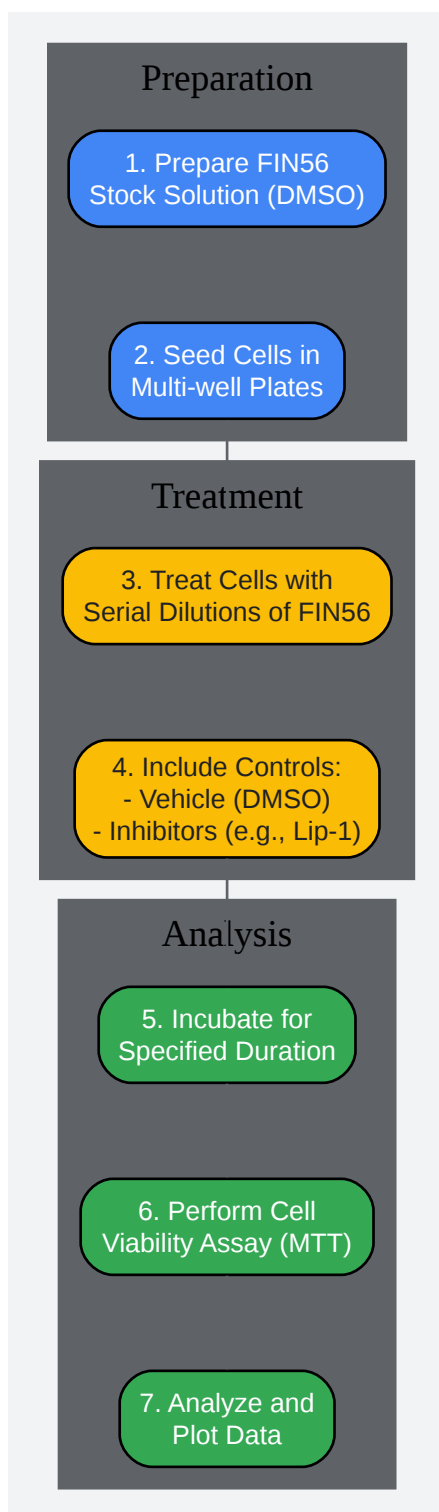 Preparation
1. Prepare FIN56
Stock Solution (DMSO)
2. Seed Cells in
Multi-well Plates
Treatment
3. Treat Cells with
Serial Dilutions of FIN56
4. Include Controls:
- Vehicle (DMSO)
- Inhibitors (e.g., Lip-1)
Analysis
5. Incubate for
Specified Duration
6. Perform Cell
Viability Assay (MTT)
7. Analyze and
Plot Data